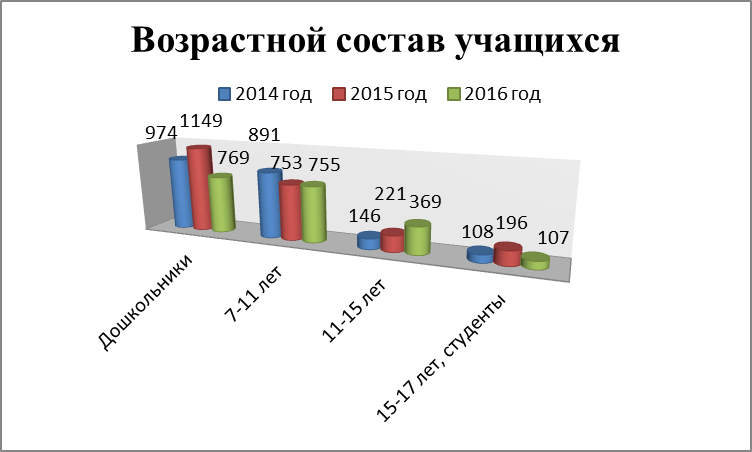 Возрастной состав учащихся
2014 год 2015 год 2016 год
974 1149 769 891 753 755 146 221 369 108 196 107
Дошкольники
7-11 лет
11-15 лет
15-17 лет, студенты